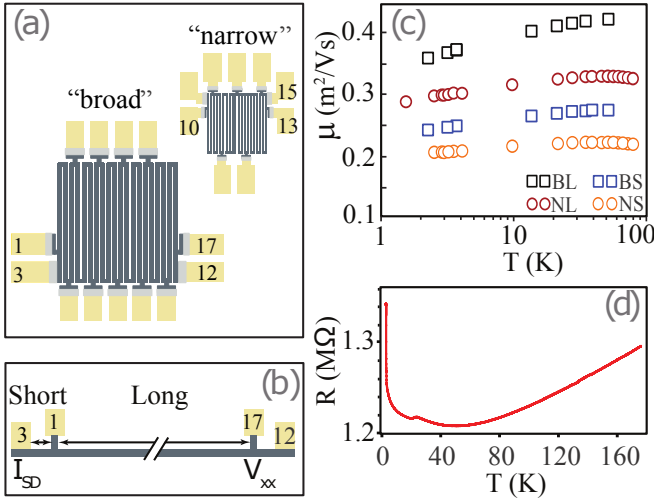 (a)
“narrow”
“broad”
15
10
13
1
17
3
12
(b)
Short
Long
3
1
17
12
I_SD
V_xx
(c)
μ (m²/Vs)
0.4
0.3
0.2
0.1
BL
BS
NL
NS
1
10
100
T (K)
(d)
R (MΩ)
1.3
1.2
0
40
80
120
160
T (K)